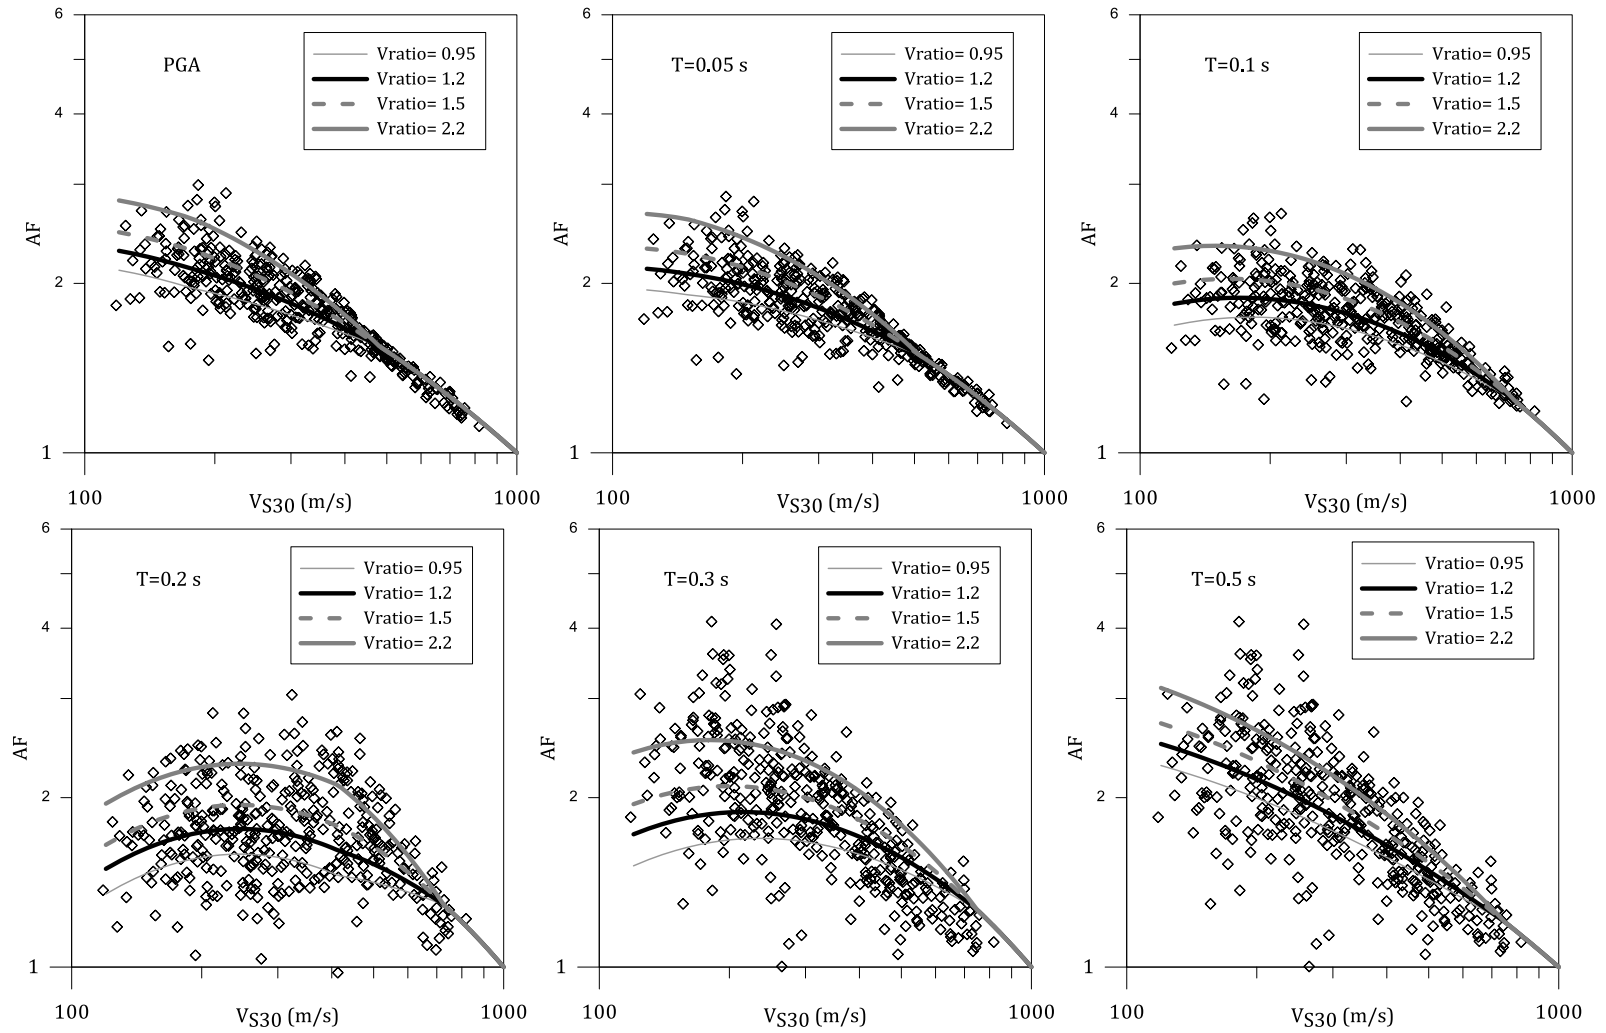 6
PGA
Vratio= 0.95
Vratio= 1.2
Vratio= 1.5
Vratio= 2.2
4
AF
2
1
100
VS30 (m/s)
1000
6
T=0.05 s
Vratio= 0.95
Vratio= 1.2
Vratio= 1.5
Vratio= 2.2
4
AF
2
1
100
VS30 (m/s)
1000
6
T=0.1 s
Vratio= 0.95
Vratio= 1.2
Vratio= 1.5
Vratio= 2.2
4
AF
2
1
100
VS30 (m/s)
1000
6
T=0.2 s
Vratio= 0.95
Vratio= 1.2
Vratio= 1.5
Vratio= 2.2
4
AF
2
1
100
VS30 (m/s)
1000
6
T=0.3 s
Vratio= 0.95
Vratio= 1.2
Vratio= 1.5
Vratio= 2.2
4
AF
2
1
100
VS30 (m/s)
1000
6
T=0.5 s
Vratio= 0.95
Vratio= 1.2
Vratio= 1.5
Vratio= 2.2
4
AF
2
1
100
VS30 (m/s)
1000